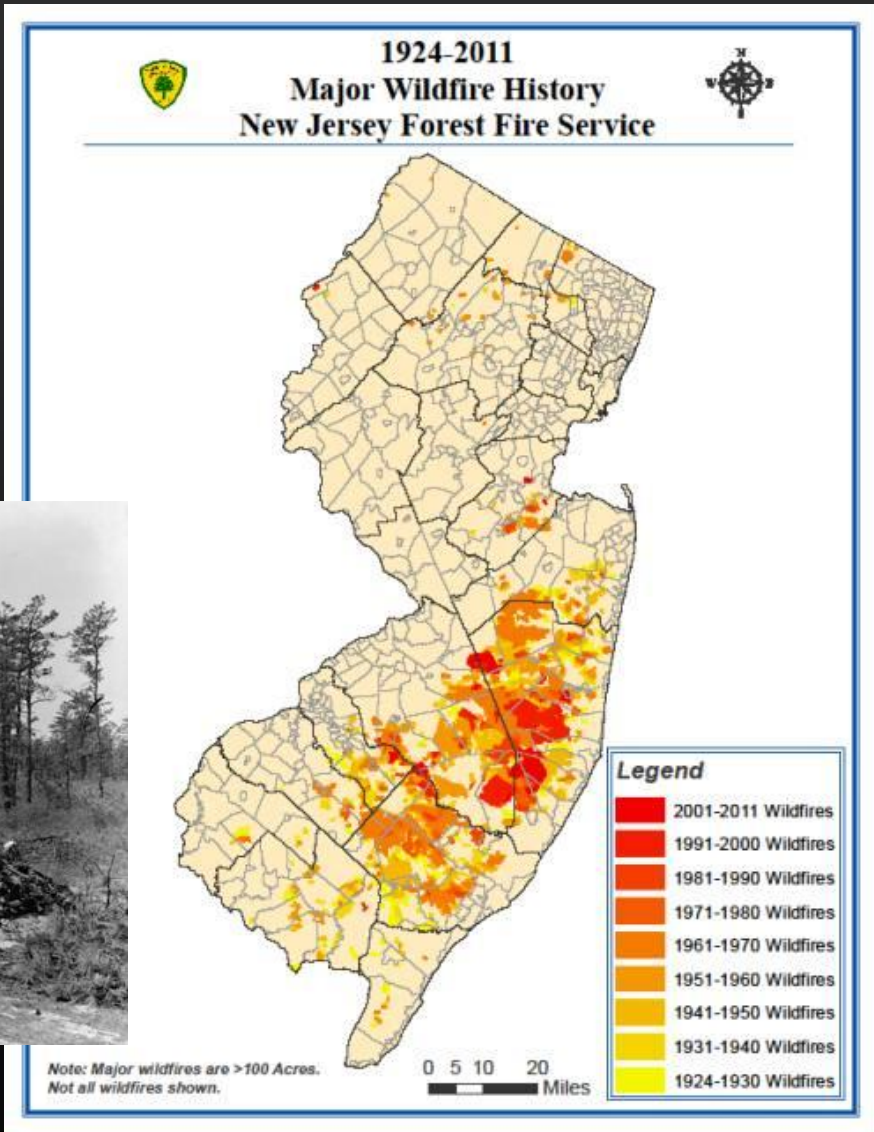 1924-2011
Major Wildfire History
New Jersey Forest Fire Service
N
W
E
S
Legend
2001-2011 Wildfires
1991-2000 Wildfires
1981-1990 Wildfires
1971-1980 Wildfires
1961-1970 Wildfires
1951-1960 Wildfires
1941-1950 Wildfires
1931-1940 Wildfires
1924-1930 Wildfires
Note: Major wildfires are >100 Acres.
Not all wildfires shown.
0 5 10 20
Miles